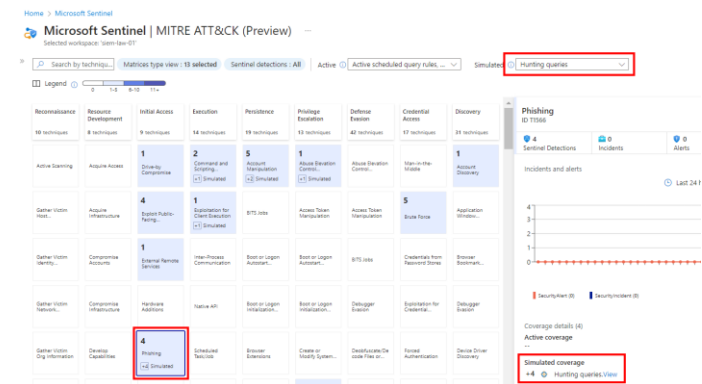 Home > Microsoft Sentinel
Microsoft Sentinel | MITRE ATT&CK (Preview) ...
Selected workspace: 'siem-law-01'
Search by techniqu...
Matrices type view : 13 selected
Sentinel detections : All
Active
Active scheduled query rules, ...
Simulated
Hunting queries
Legend
0 1-5 6-10 11+
Reconnaissance
10 techniques
Resource Development
8 techniques
Initial Access
9 techniques
Execution
14 techniques
Persistence
19 techniques
Privilege Escalation
13 techniques
Defense Evasion
42 techniques
Credential Access
17 techniques
Discovery
31 techniques
Active Scanning
Acquire Access
1
Drive-by Compromise
2
Command and Scripting...
+1 Simulated
5
Account Manipulation
+2 Simulated
1
Abuse Elevation Control...
+1 Simulated
Abuse Elevation Control...
Man-in-the-Middle
1
Account Discovery
Gather Victim Host...
Acquire Infrastructure
4
Exploit Public-Facing...
1
Exploitation for Client Execution
+1 Simulated
BITS Jobs
Access Token Manipulation
Access Token Manipulation
5
Brute Force
Application Window...
Gather Victim Identity...
Compromise Accounts
1
External Remote Services
Inter-Process Communication
Boot or Logon Autostart...
Boot or Logon Autostart...
BITS Jobs
Credentials from Password Stores
Browser Bookmark...
Gather Victim Network...
Compromise Infrastructure
Hardware Additions
Native API
Boot or Logon Initialization...
Boot or Logon Initialization...
Debugger Evasion
Exploitation for Credential...
Debugger Evasion
Gather Victim Org Information
Develop Capabilities
4
Phishing
+4 Simulated
Scheduled Task/Job
Browser Extensions
Create or Modify System...
Deobfuscate/De code Files or...
Forced Authentication
Device Driver Discovery
Phishing
ID T1566
4
Sentinel Detections
0
Incidents
0
Alerts
Incidents and alerts
Last 24 h
4
3
2
1
0
SecurityAlert (0)
SecurityIncident (0)
Coverage details (4)
Active coverage
--
Simulated coverage
+4 Hunting queries.View